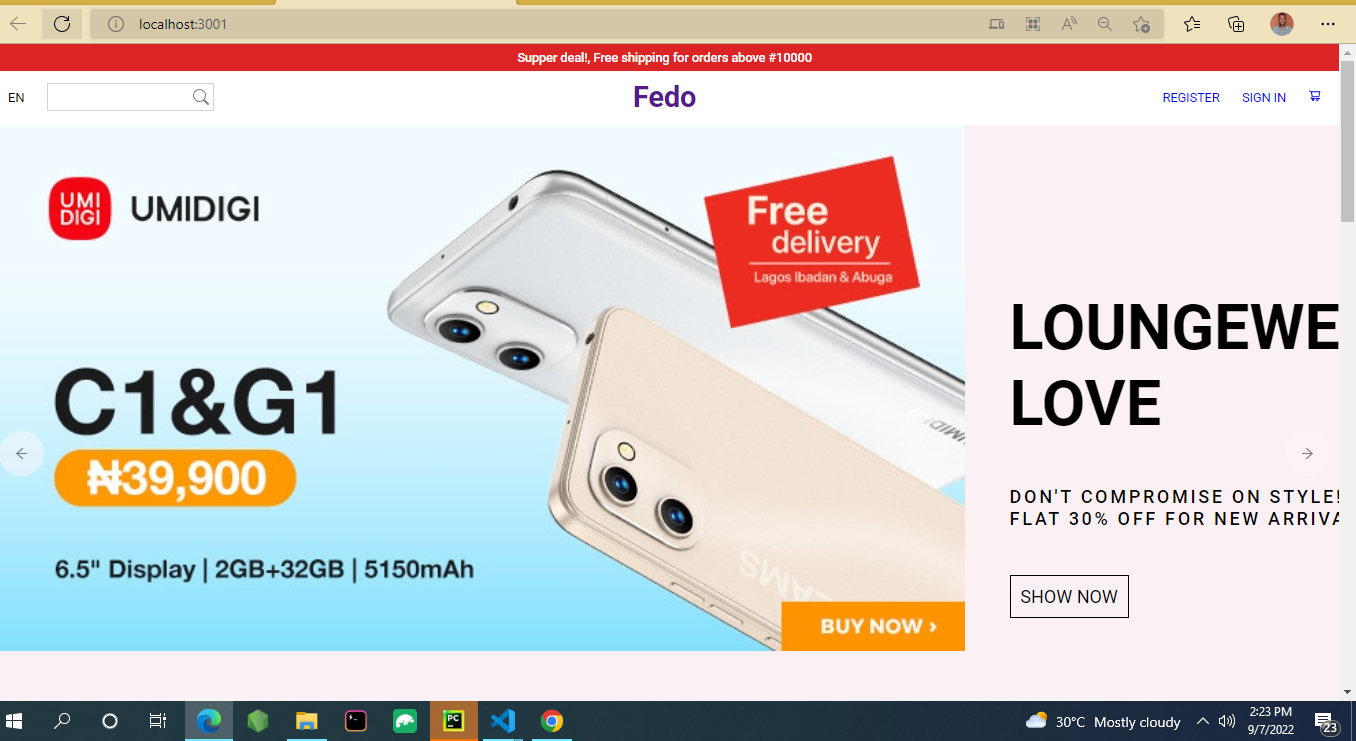 localhost:3001
Supper deal!, Free shipping for orders above #10000
EN
Fedo
REGISTER SIGN IN
UMI
DIGI
UMIDIGI
Free
delivery
Lagos Ibadan & Abuga
C1&G1
₦39,900
6.5" Display | 2GB+32GB | 5150mAh
UMIDIGI
BUY NOW ›
LOUNGEWE
LOVE
DON'T COMPROMISE ON STYLE!
FLAT 30% OFF FOR NEW ARRIVA
SHOW NOW
PC
30°C Mostly cloudy
2:23 PM
9/7/2022
23